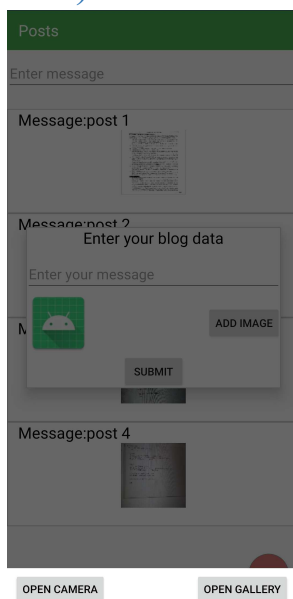 Posts
Enter message
Message:post 1
Message:post 2
Enter your blog data
Enter your message
ADD IMAGE
SUBMIT
Message:post 4
OPEN CAMERA
OPEN GALLERY